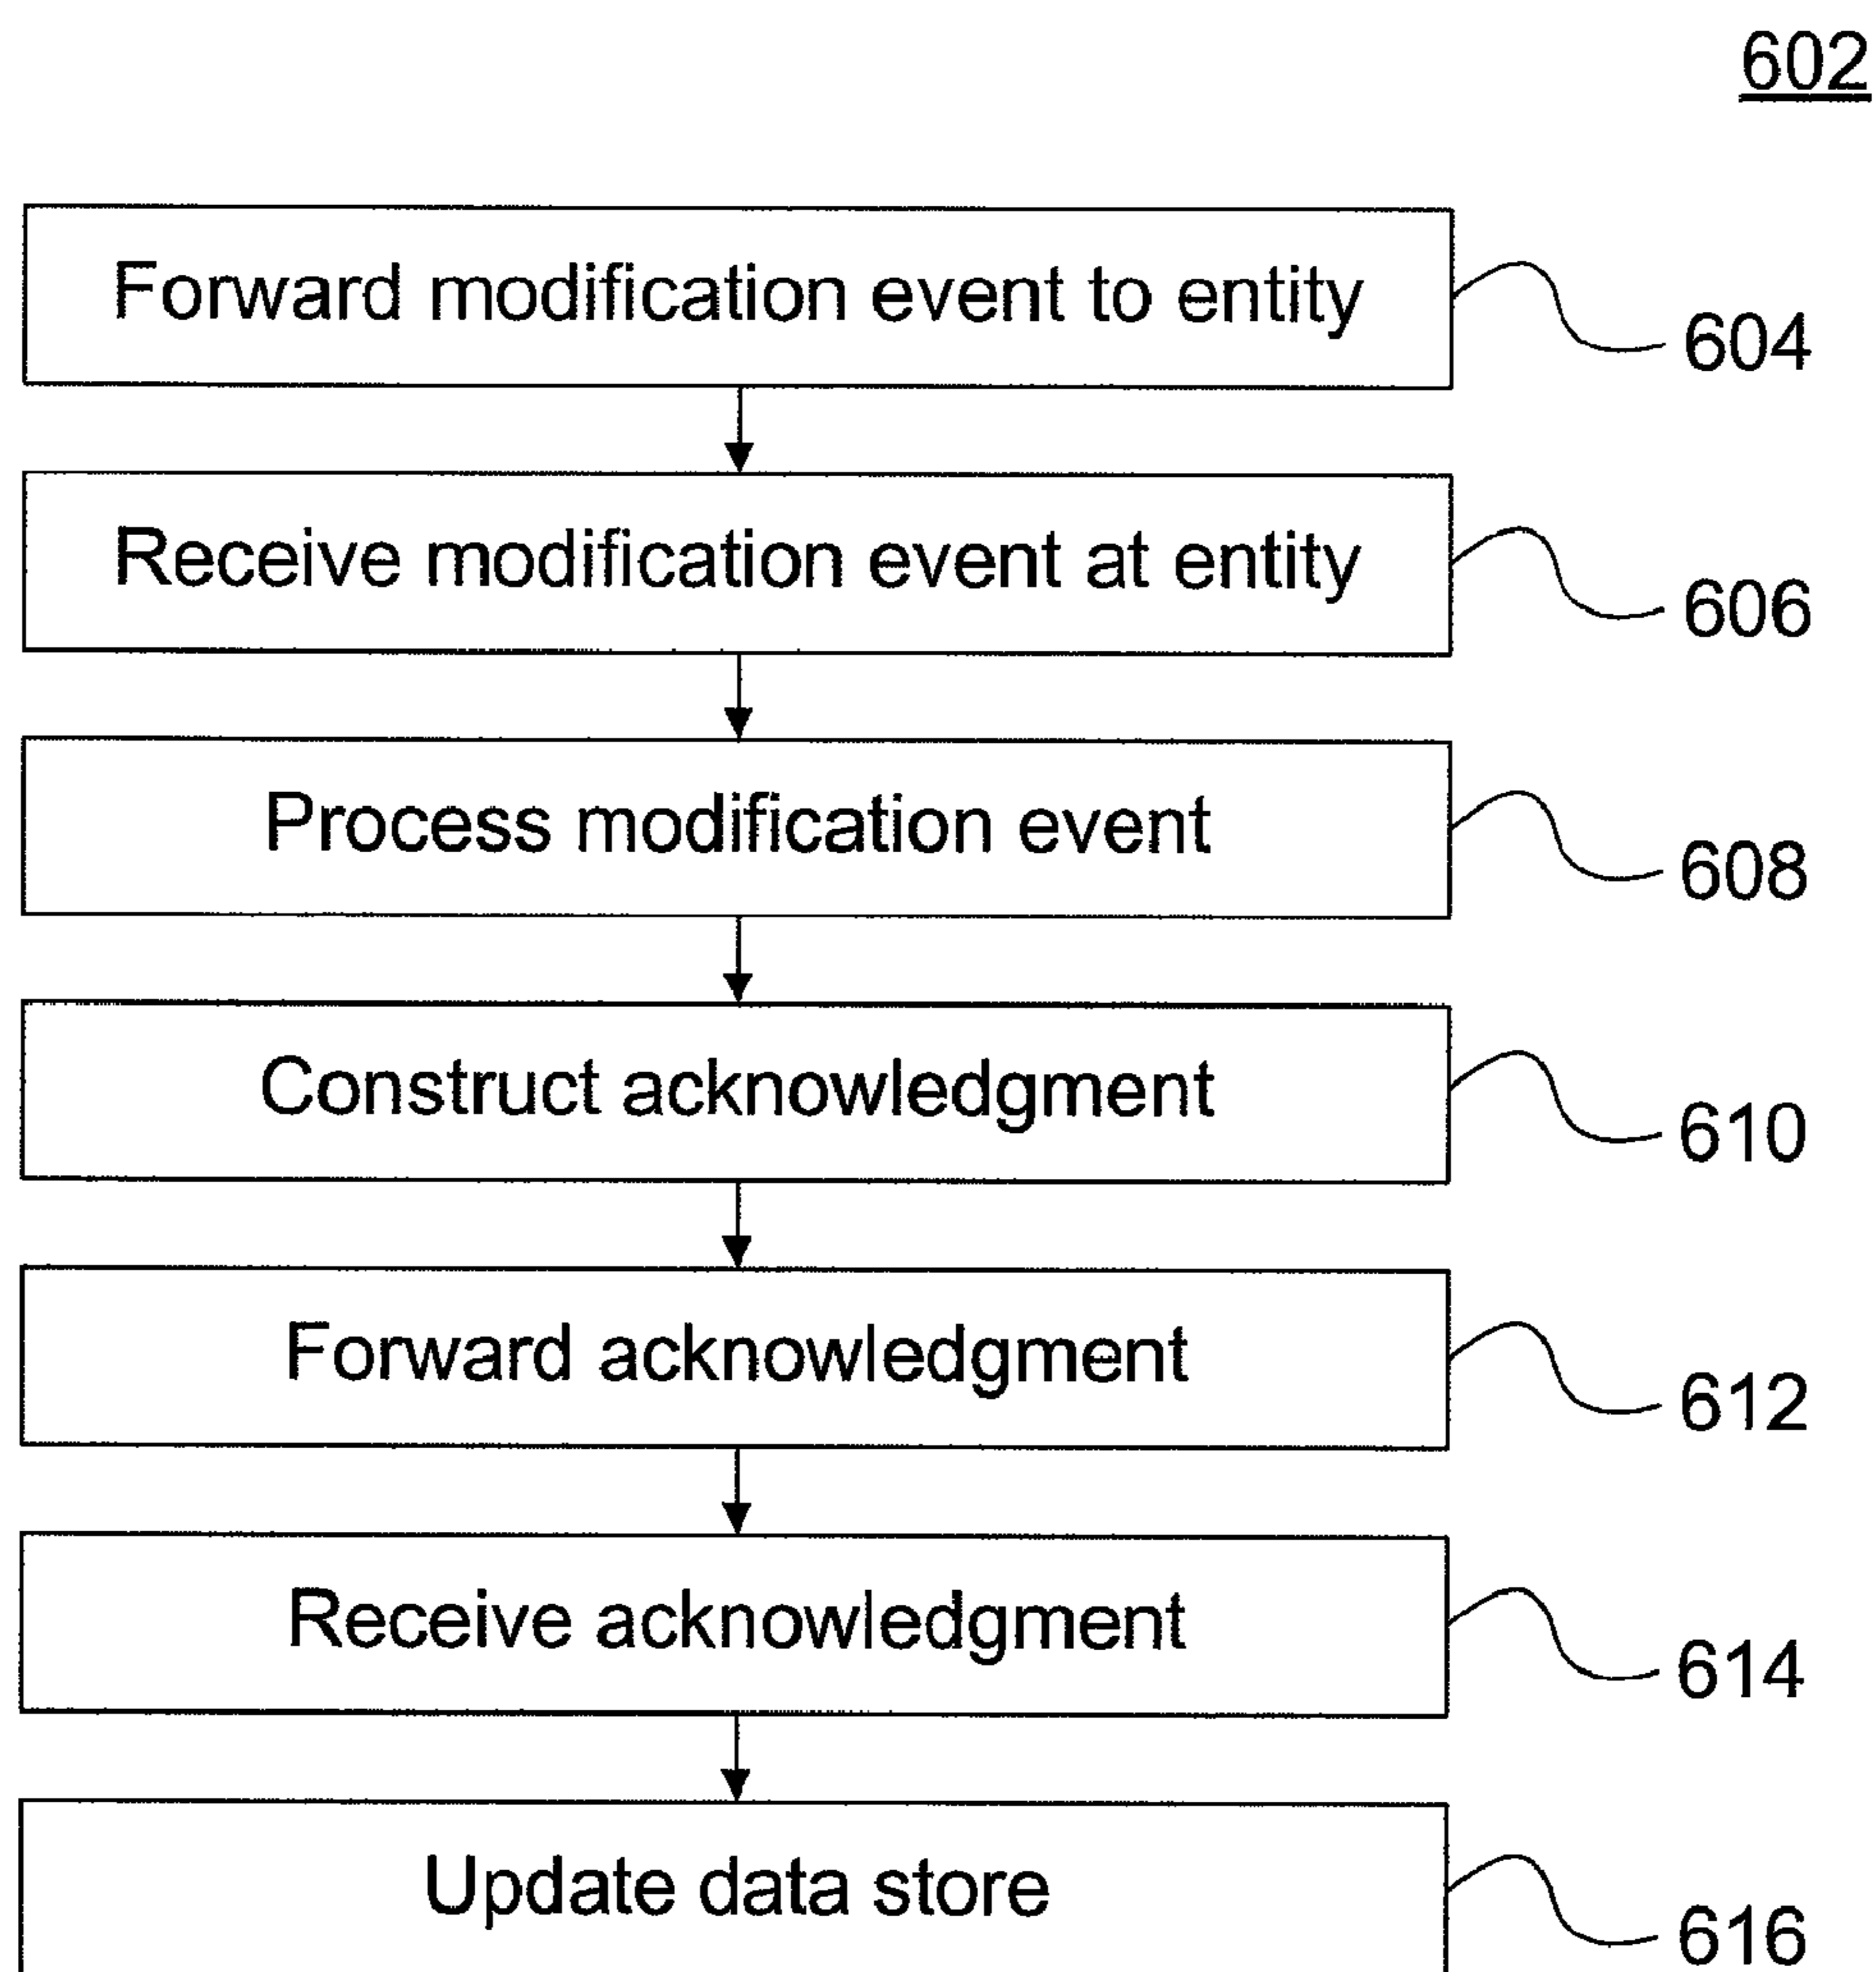 602
Forward modification event to entity
604
Receive modification event at entity
606
Process modification event
608
Construct acknowledgment
610
Forward acknowledgment
612
Receive acknowledgment
614
Update data store
616